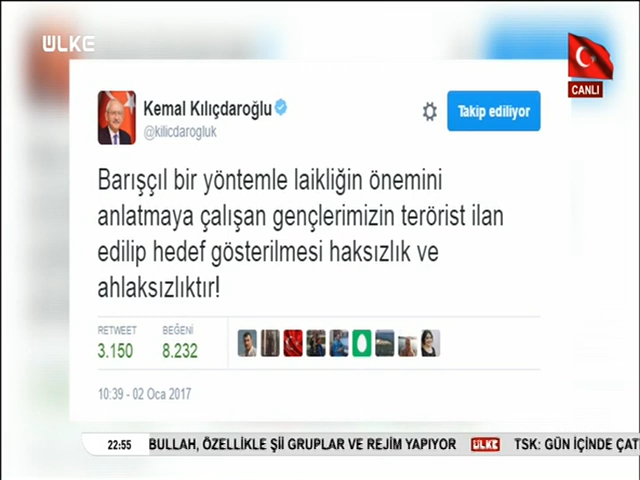 ÜLKE
CANLI
Kemal Kılıçdaroğlu
@kilicdarogluk
Takip ediliyor
Barışçıl bir yöntemle laikliğin önemini
anlatmaya çalışan gençlerimizin terörist ilan
edilip hedef gösterilmesi haksızlık ve
ahlaksızlıktır!
RETWEET BEĞENİ
3.150 8.232
10:39 - 02 Oca 2017
22:55 BULLAH, ÖZELLİKLE Şİİ GRUPLAR VE REJİM YAPIYOR ÜLKE TSK: GÜN İÇİNDE ÇAT